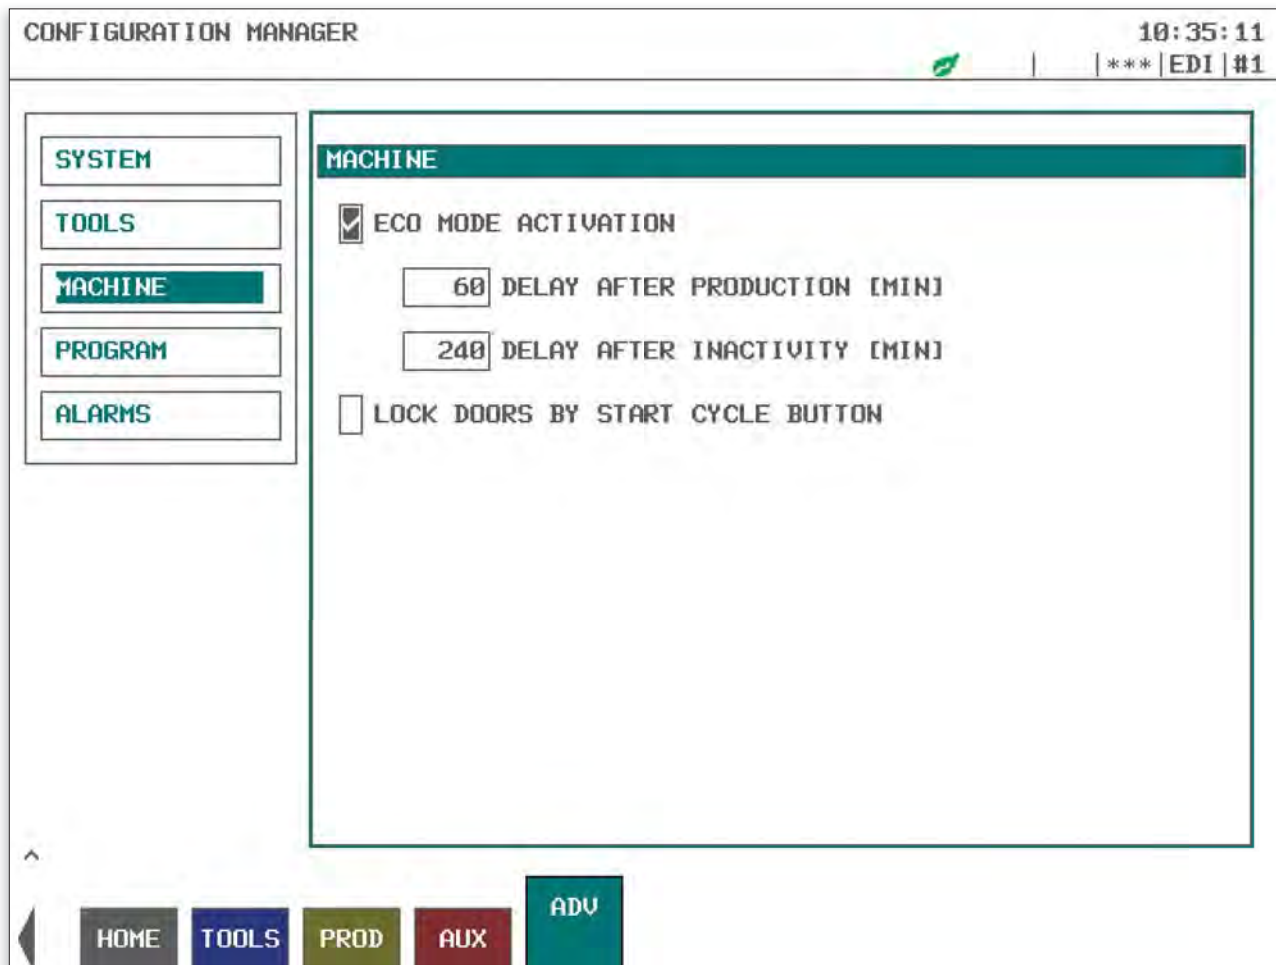 CONFIGURATION MANAGER
10:35:11
|***|EDI|#1
SYSTEM
TOOLS
MACHINE
PROGRAM
ALARMS
MACHINE
ECO MODE ACTIVATION
60 DELAY AFTER PRODUCTION [MIN]
240 DELAY AFTER INACTIVITY [MIN]
LOCK DOORS BY START CYCLE BUTTON
HOME TOOLS PROD AUX ADV